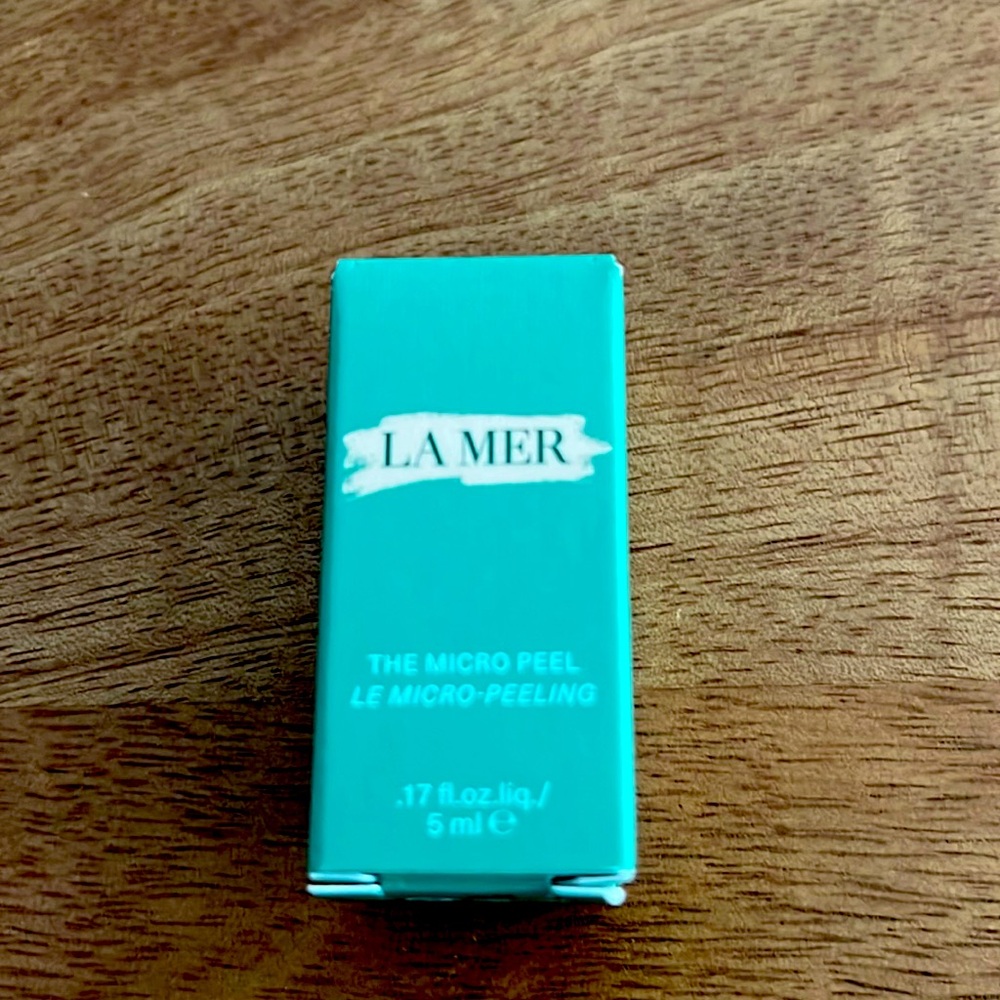 LA MER
THE MICRO PEEL
LE MICRO-PEELING
.17 fl.oz.liq./
5 ml ℮